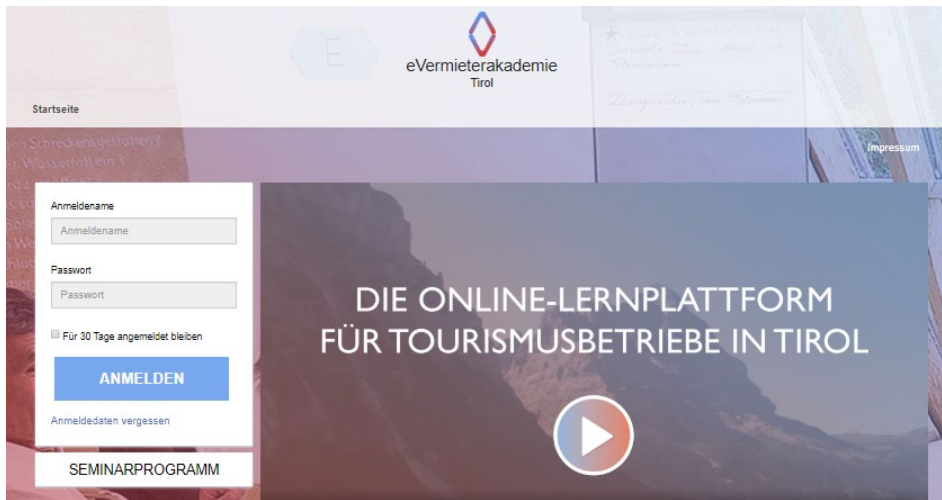 E
eVermieterakademie
Tirol
Startseite
Impressum
Anmeldename
Anmeldename
Passwort
Passwort
Für 30 Tage angemeldet bleiben
ANMELDEN
Anmeldedaten vergessen
SEMINARPROGRAMM
DIE ONLINE-LERNPLATTFORM
FÜR TOURISMUSBETRIEBE IN TIROL